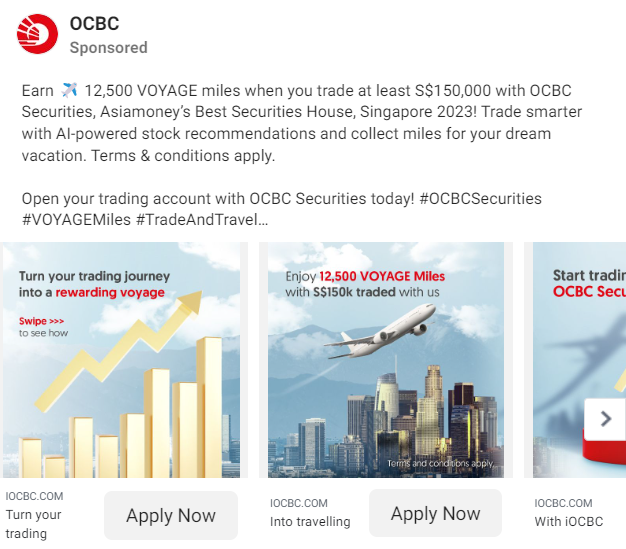 OCBC
Sponsored
Earn ✈️ 12,500 VOYAGE miles when you trade at least S$150,000 with OCBC
Securities, Asiamoney’s Best Securities House, Singapore 2023! Trade smarter
with AI-powered stock recommendations and collect miles for your dream
vacation. Terms & conditions apply.
Open your trading account with OCBC Securities today! #OCBCSecurities
#VOYAGEMiles #TradeAndTravel…
Turn your trading journey
into a rewarding voyage
Swipe >>>
to see how
Enjoy 12,500 VOYAGE Miles
with S$150k traded with us
Terms and conditions apply
Start tradin
OCBC Secu
IOCBC.COM
Turn your
trading
Apply Now
IOCBC.COM
Into travelling
Apply Now
IOCBC.COM
With iOCBC